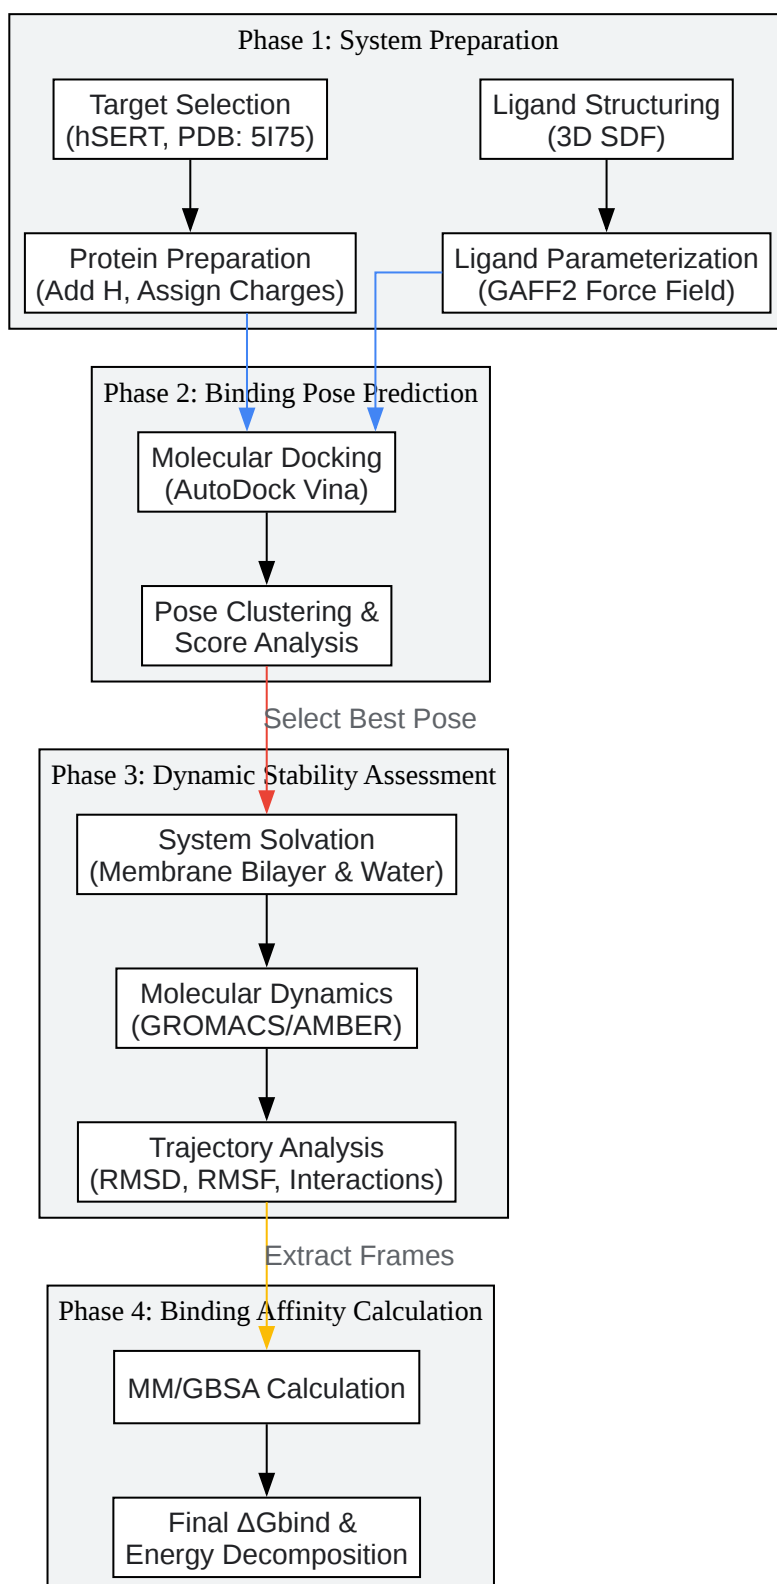 Phase 1: System Preparation
Target Selection
(hSERT, PDB: 5I75)
Ligand Structuring
(3D SDF)
Protein Preparation
(Add H, Assign Charges)
Ligand Parameterization
(GAFF2 Force Field)
Phase 2: Binding Pose Prediction
Molecular Docking
(AutoDock Vina)
Pose Clustering &
Score Analysis
Select Best Pose
Phase 3: Dynamic Stability Assessment
System Solvation
(Membrane Bilayer & Water)
Molecular Dynamics
(GROMACS/AMBER)
Trajectory Analysis
(RMSD, RMSF, Interactions)
Extract Frames
Phase 4: Binding Affinity Calculation
MM/GBSA Calculation
Final ΔGbind &
Energy Decomposition